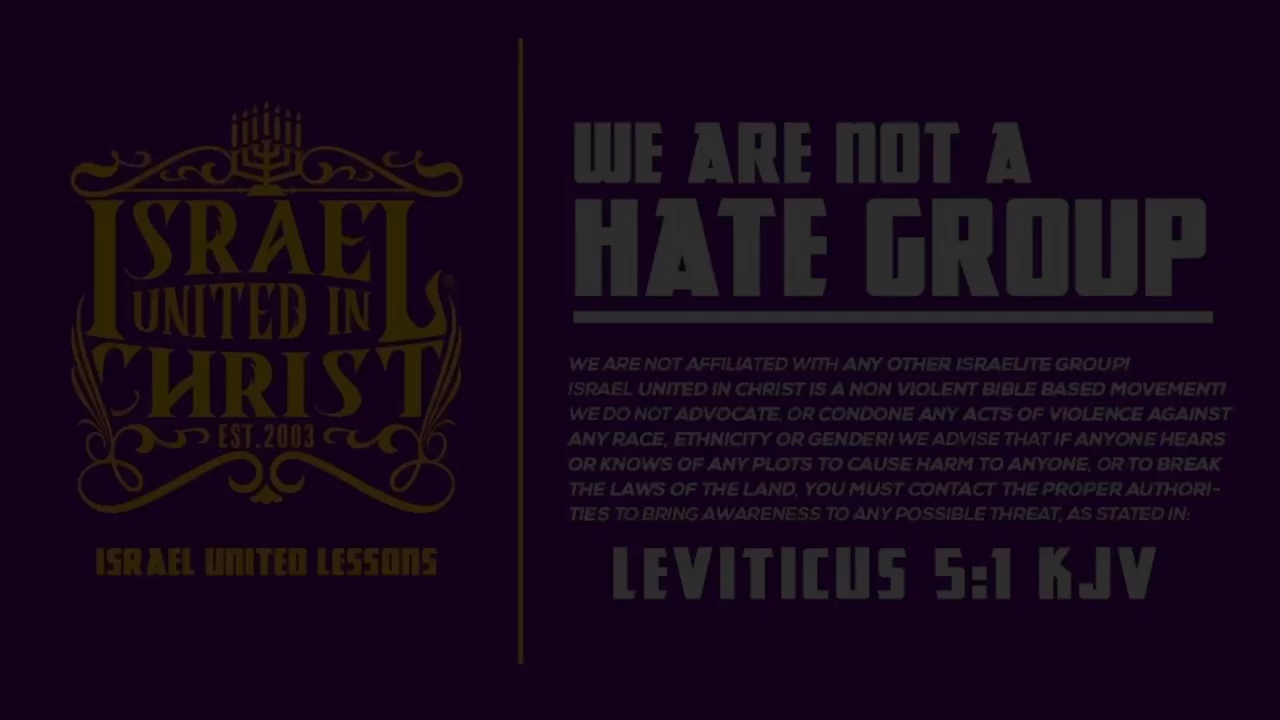 ISRAEL
UNITED IN
CHRIST
EST. 2003
ISRAEL UNITED LESSONS
WE ARE NOT A
HATE GROUP
WE ARE NOT AFFILIATED WITH ANY OTHER ISRAELITE GROUP!
ISRAEL UNITED IN CHRIST IS A NON VIOLENT BIBLE BASED MOVEMENT!
WE DO NOT ADVOCATE, OR CONDONE ANY ACTS OF VIOLENCE AGAINST
ANY RACE, ETHNICITY OR GENDER! WE ADVISE THAT IF ANYONE HEARS
OR KNOWS OF ANY PLOTS TO CAUSE HARM TO ANYONE, OR TO BREAK
THE LAWS OF THE LAND, YOU MUST CONTACT THE PROPER AUTHORI-
TIES TO BRING AWARENESS TO ANY POSSIBLE THREAT, AS STATED IN:
LEVITICUS 5:1 KJV